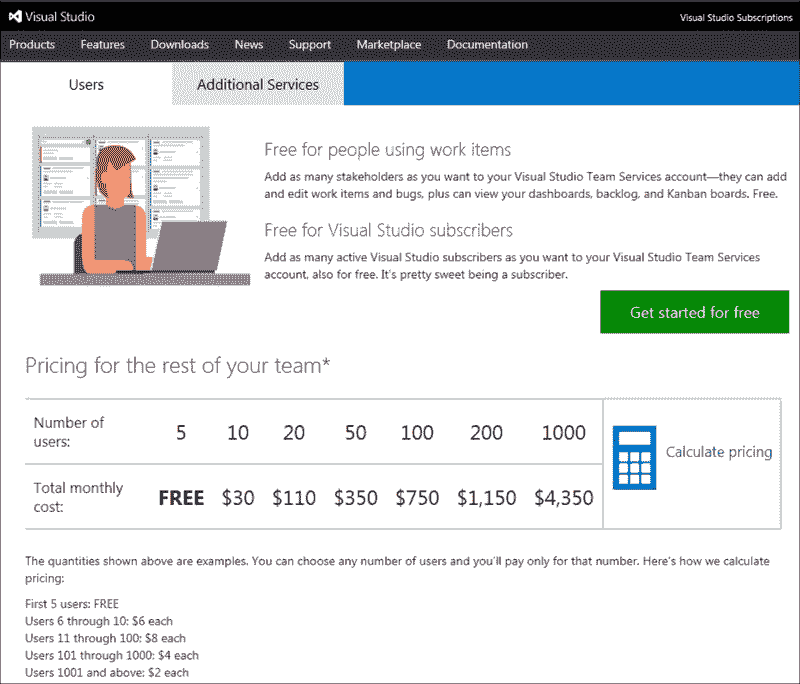 Visual Studio
Visual Studio Subscriptions
Products Features Downloads News Support Marketplace Documentation
Users Additional Services
Free for people using work items
Add as many stakeholders as you want to your Visual Studio Team Services account—they can add
and edit work items and bugs, plus can view your dashboards, backlog, and Kanban boards. Free.
Free for Visual Studio subscribers
Add as many active Visual Studio subscribers as you want to your Visual Studio Team Services
account, also for free. It's pretty sweet being a subscriber.
Get started for free
Pricing for the rest of your team*
Number of
users:
5 10 20 50 100 200 1000
Total monthly
cost:
FREE $30 $110 $350 $750 $1,150 $4,350
Calculate pricing
The quantities shown above are examples. You can choose any number of users and you'll pay only for that number. Here's how we calculate
pricing:
First 5 users: FREE
Users 6 through 10: $6 each
Users 11 through 100: $8 each
Users 101 through 1000: $4 each
Users 1001 and above: $2 each